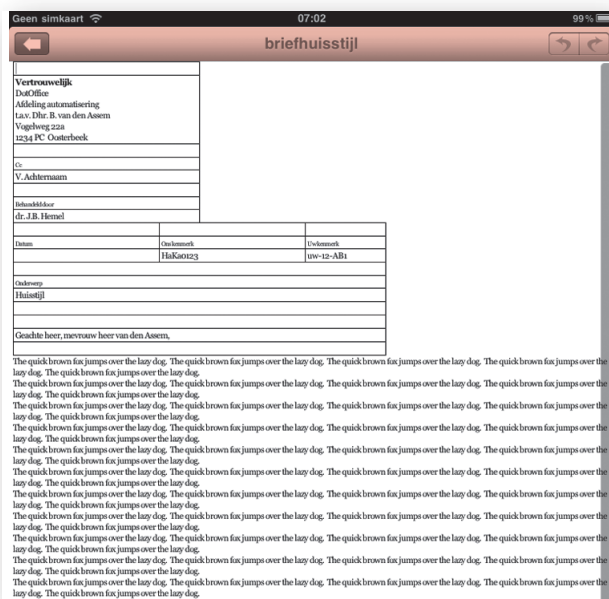 Geen simkaart 07:02 99%
briefhuisstijl
Vertrouwelijk
DotOffice
Afdeling automatisering
t.a.v. Dhr. B. van den Assem
Vogelweg 22a
1234 PC Oosterbeek
Cc
V. Achternaam
Behandeld door
dr. J.B. Hemel
Datum Ons kenmerk Uw kenmerk
HaKa0123 uw-12-AB1
Onderwerp
Huisstijl
Geachte heer, mevrouw heer van den Assem,
The quick brown fox jumps over the lazy dog. The quick brown fox jumps over the lazy dog. The quick brown fox jumps over the lazy dog. The quick brown fox jumps over the
lazy dog. The quick brown fox jumps over the lazy dog.
The quick brown fox jumps over the lazy dog. The quick brown fox jumps over the lazy dog. The quick brown fox jumps over the lazy dog. The quick brown fox jumps over the
lazy dog. The quick brown fox jumps over the lazy dog.
The quick brown fox jumps over the lazy dog. The quick brown fox jumps over the lazy dog. The quick brown fox jumps over the lazy dog. The quick brown fox jumps over the
lazy dog. The quick brown fox jumps over the lazy dog.
The quick brown fox jumps over the lazy dog. The quick brown fox jumps over the lazy dog. The quick brown fox jumps over the lazy dog. The quick brown fox jumps over the
lazy dog. The quick brown fox jumps over the lazy dog.
The quick brown fox jumps over the lazy dog. The quick brown fox jumps over the lazy dog. The quick brown fox jumps over the lazy dog. The quick brown fox jumps over the
lazy dog. The quick brown fox jumps over the lazy dog.
The quick brown fox jumps over the lazy dog. The quick brown fox jumps over the lazy dog. The quick brown fox jumps over the lazy dog. The quick brown fox jumps over the
lazy dog. The quick brown fox jumps over the lazy dog.
The quick brown fox jumps over the lazy dog. The quick brown fox jumps over the lazy dog. The quick brown fox jumps over the lazy dog. The quick brown fox jumps over the
lazy dog. The quick brown fox jumps over the lazy dog.
The quick brown fox jumps over the lazy dog. The quick brown fox jumps over the lazy dog. The quick brown fox jumps over the lazy dog. The quick brown fox jumps over the
lazy dog. The quick brown fox jumps over the lazy dog.
The quick brown fox jumps over the lazy dog. The quick brown fox jumps over the lazy dog. The quick brown fox jumps over the lazy dog. The quick brown fox jumps over the
lazy dog. The quick brown fox jumps over the lazy dog.
The quick brown fox jumps over the lazy dog. The quick brown fox jumps over the lazy dog. The quick brown fox jumps over the lazy dog. The quick brown fox jumps over the
lazy dog. The quick brown fox jumps over the lazy dog.
The quick brown fox jumps over the lazy dog. The quick brown fox jumps over the lazy dog. The quick brown fox jumps over the lazy dog. The quick brown fox jumps over the
lazy dog. The quick brown fox jumps over the lazy dog.